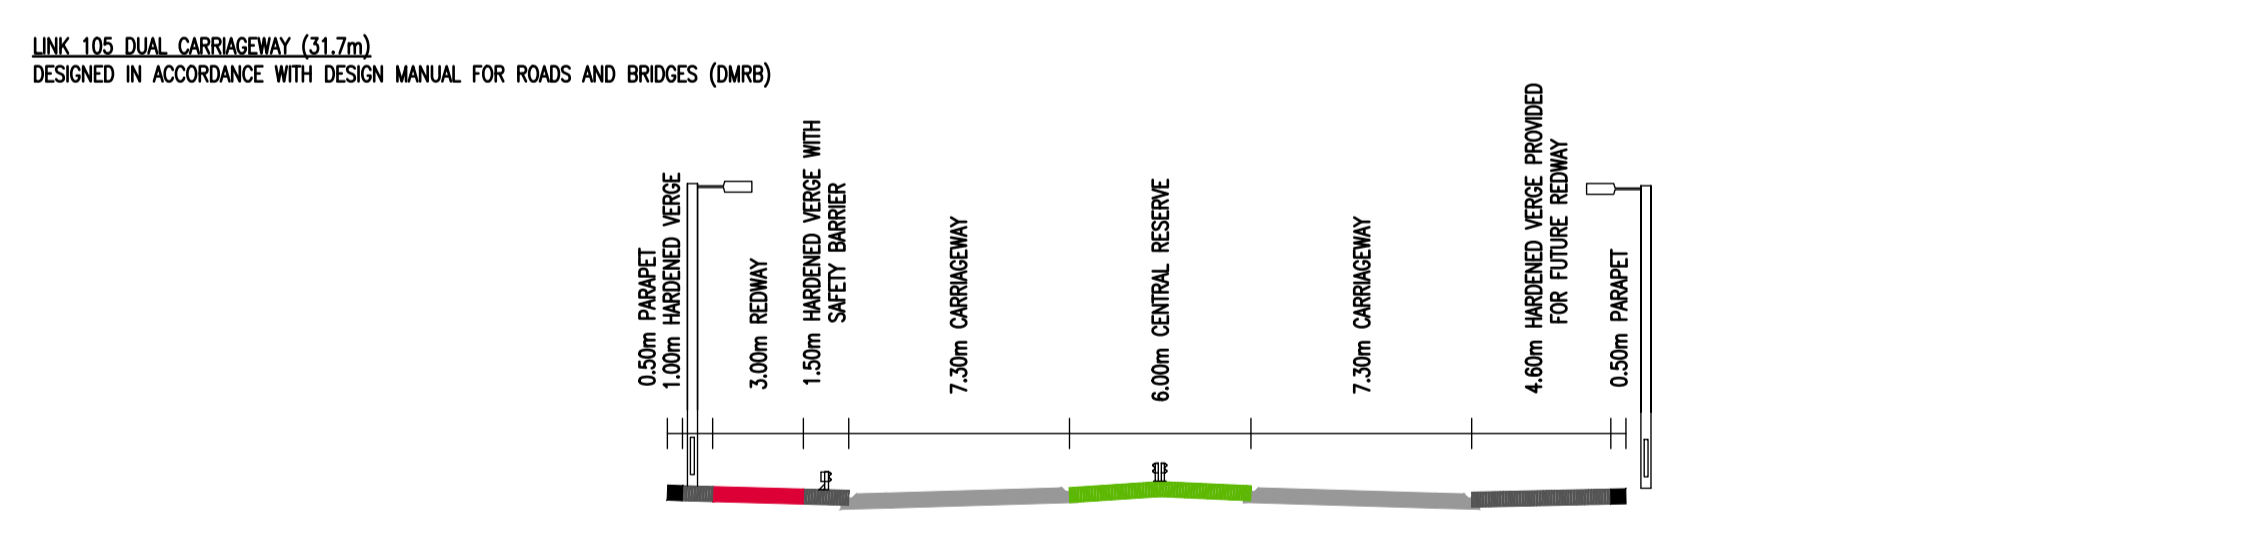 LINK 105 DUAL CARRIAGEWAY (31.7m)
DESIGNED IN ACCORDANCE WITH DESIGN MANUAL FOR ROADS AND BRIDGES (DMRB)
0.50m PARAPET
1.00m HARDENED VERGE
3.00m REDWAY
1.50m HARDENED VERGE WITH
SAFETY BARRIER
7.30m CARRIAGEWAY
6.00m CENTRAL RESERVE
7.30m CARRIAGEWAY
4.60m HARDENED VERGE PROVIDED
FOR FUTURE REDWAY
0.50m PARAPET